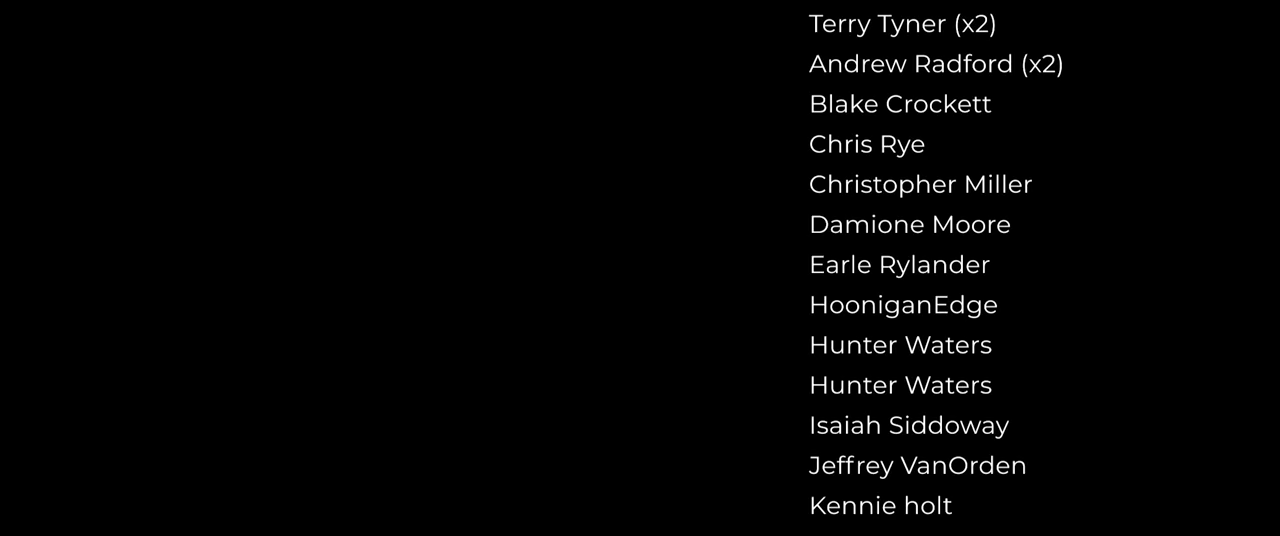 Terry Tyner (x2)
Andrew Radford (x2)
Blake Crockett
Chris Rye
Christopher Miller
Damione Moore
Earle Rylander
HooniganEdge
Hunter Waters
Hunter Waters
Isaiah Siddoway
Jeffrey VanOrden
Kennie holt